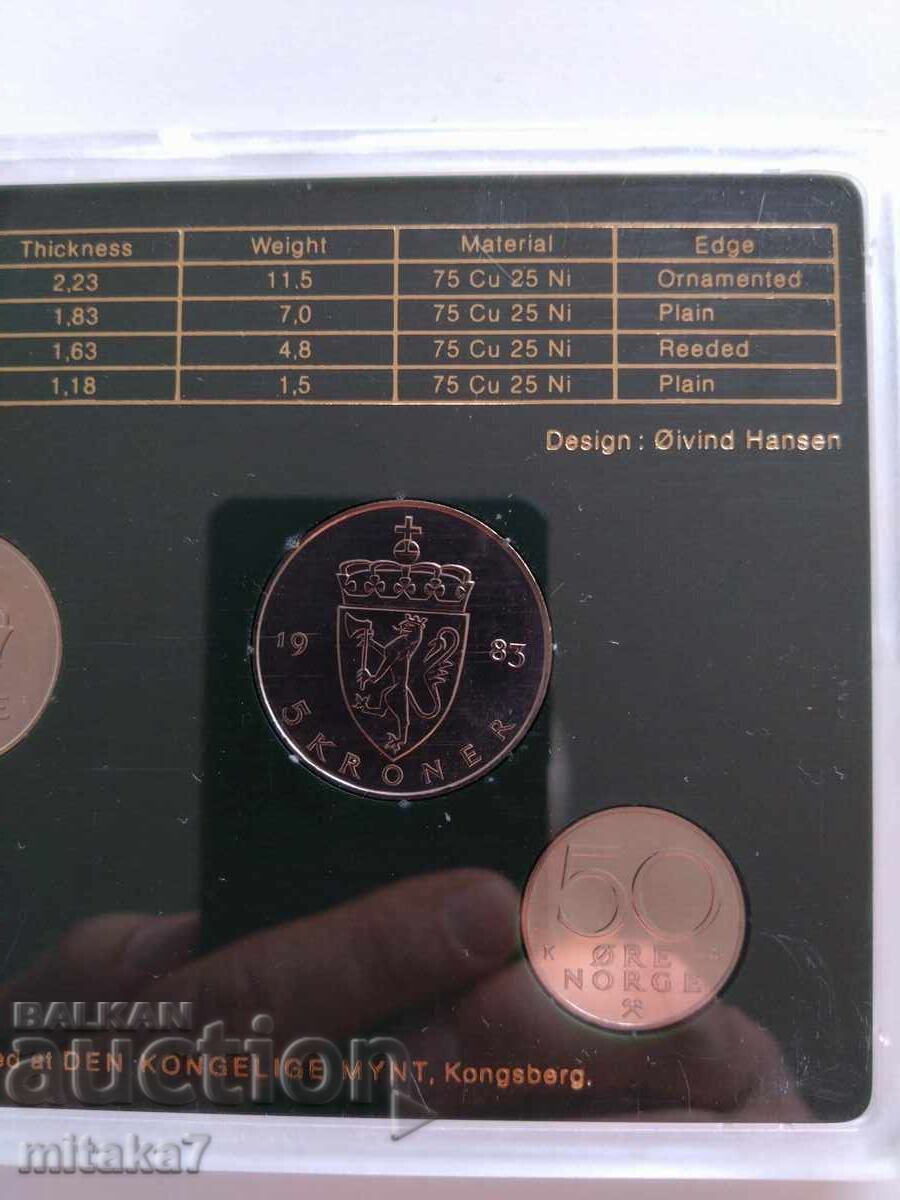 Thickness Weight Material Edge
2,23 11.5 75 Cu 25 Ni Ornamented
1,83 7,0 75 Cu 25 Ni Plain
1,63 4,8 75 Cu 25 Ni Reeded
1,18 1,5 75 Cu 25 Ni Plain
Design : Øivind Hansen
19 83
5 KRONER
50
K
ØRE
NORGE
BALKAN
auction
ed at DEN KONGELIGE MYNT, Kongsberg.
mitaka7